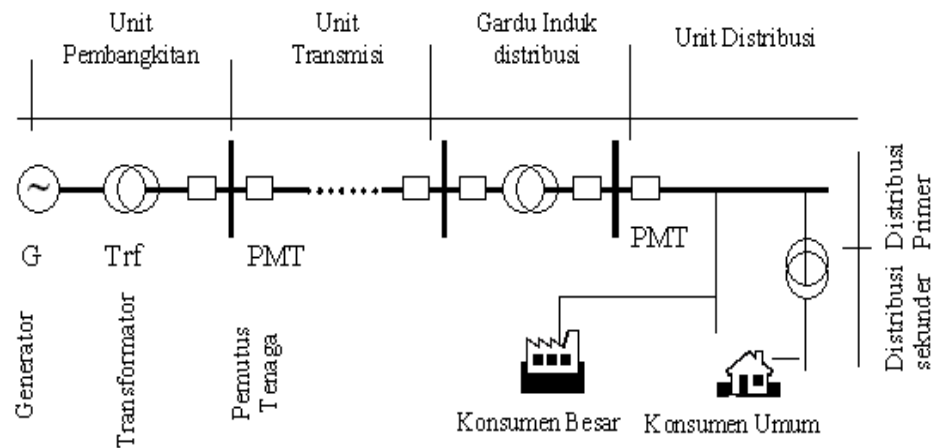 Unit
Pembangkitan
Unit
Transmisi
Gardu Induk
distribusi
Unit Distribusi
~
G
Trf
PMT
PMT
Generator
Transformator
Pemutus
Tenaga
Distribusi
Primer
Distribusi
sekunder
Konsumen Besar
Konsumen Umum